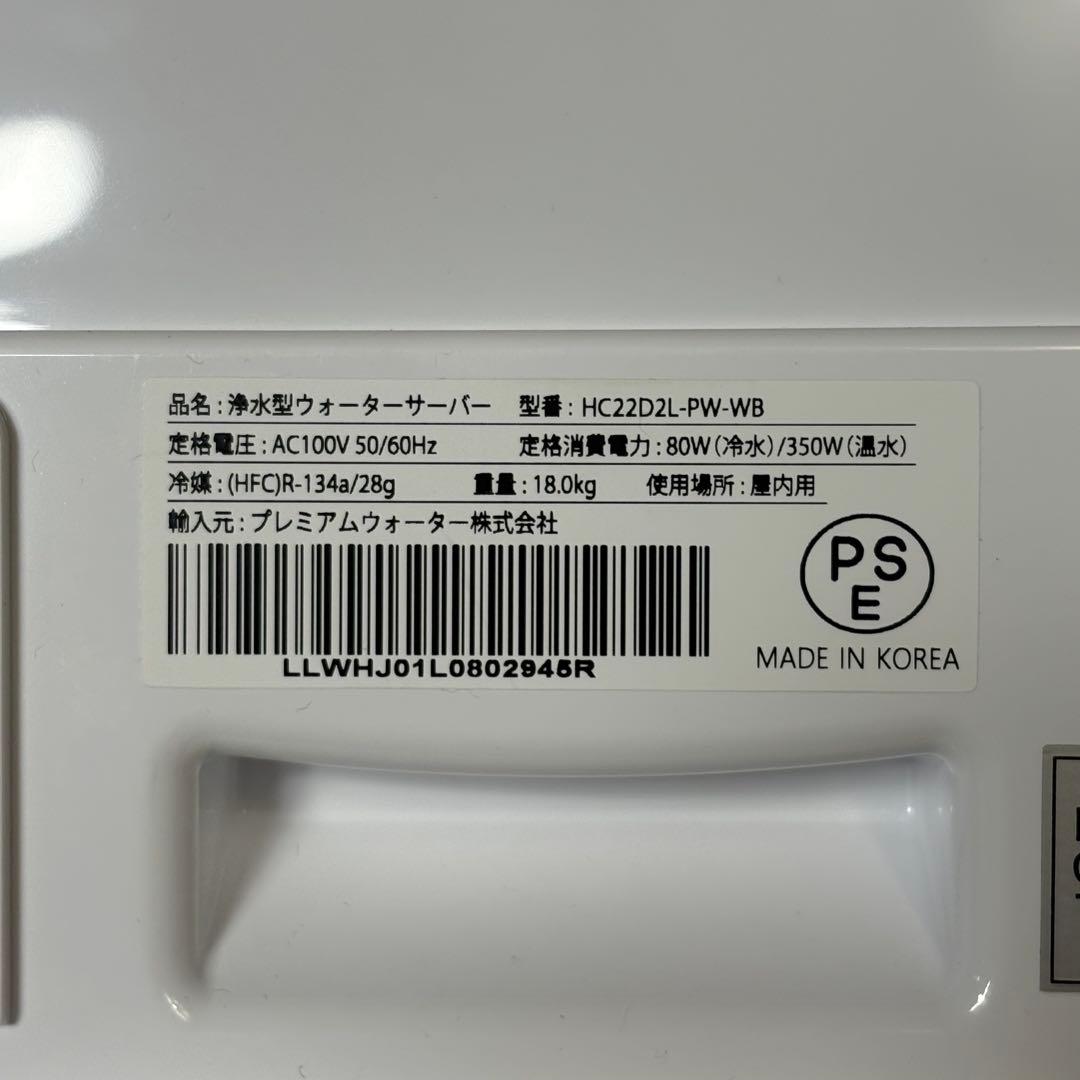 品名：浄水型ウォーターサーバー 型番：HC22D2L-PW-WB
定格電圧：AC100V 50/60Hz 定格消費電力：80W（冷水）/350W（温水）
冷媒：(HFC)R-134a/28g 重量：18.0kg 使用場所：屋内用
輸入元：プレミアムウォーター株式会社
PS
E
LLWHJ01L0802945R
MADE IN KOREA